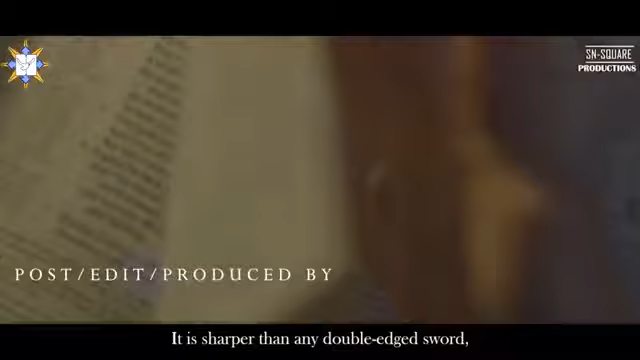 SN-SQUARE
PRODUCTIONS
POST/EDIT/PRODUCED BY
It is sharper than any double-edged sword,